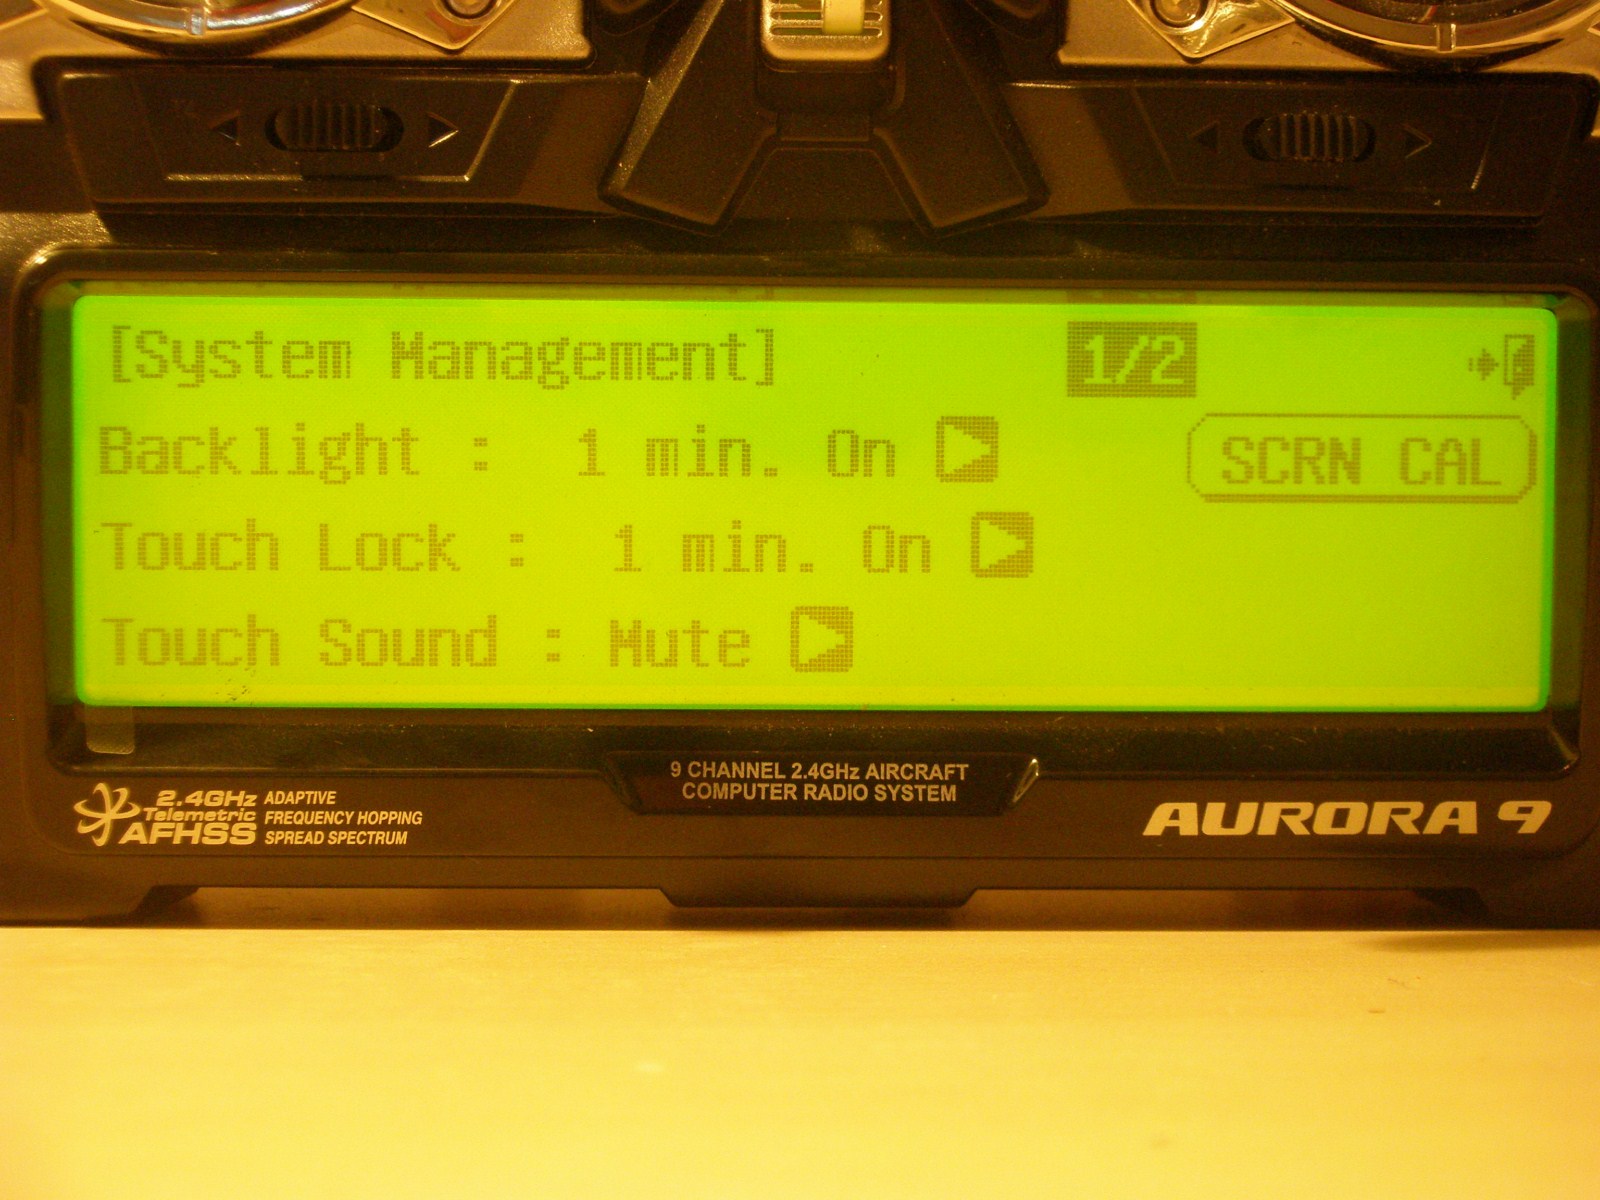 [System Management] 1/2
Backlight : 1 min. On SCRN CAL
Touch Lock : 1 min. On
Touch Sound : Mute
9 CHANNEL 2.4GHz AIRCRAFT
COMPUTER RADIO SYSTEM
2.4GHz ADAPTIVE
Telemetric FREQUENCY HOPPING
AFHSS SPREAD SPECTRUM
AURORA 9